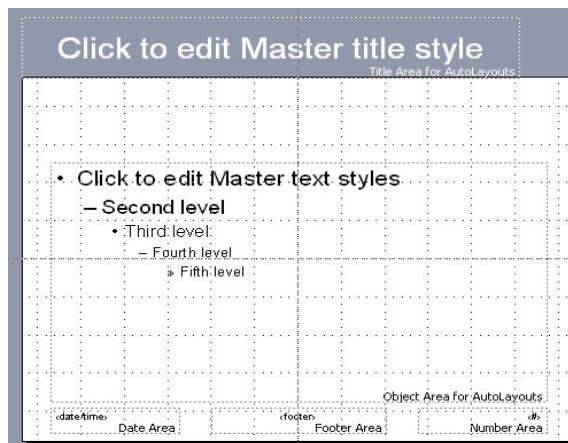 Click to edit Master title style
Title Area for AutoLayouts
• Click to edit Master text styles
– Second level
• Third level
– Fourth level
» Fifth level
Object Area for AutoLayouts
‹date/time› ‹footer› ‹#›
Date Area Footer Area Number Area